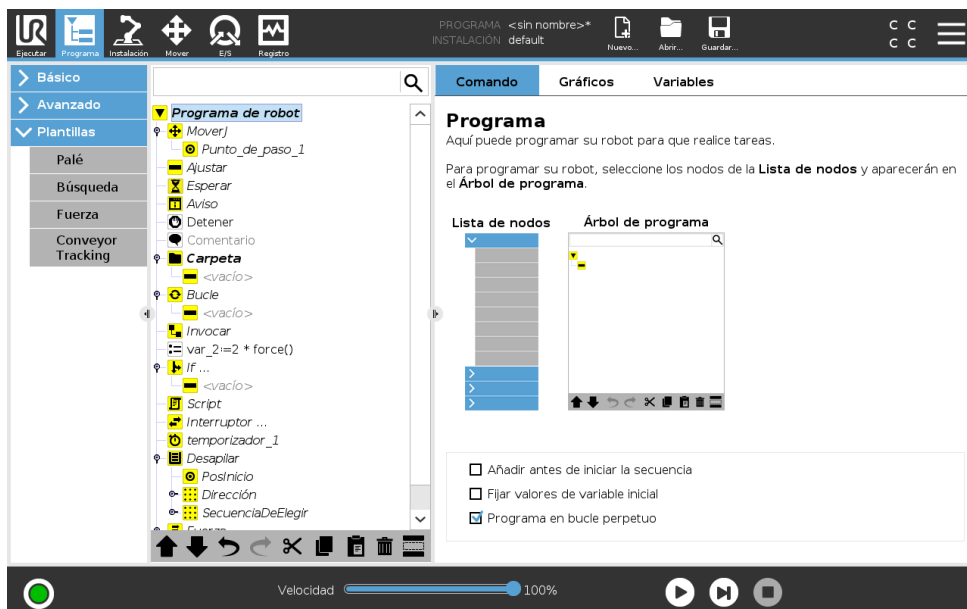 PROGRAMA <sin nombre>*
INSTALACIÓN default
Ejecutar
Programa
Instalación
Mover
E/S
Registro
Nuevo...
Abrir...
Guardar...
C C
C C
Básico
Avanzado
Plantillas
Palé
Búsqueda
Fuerza
Conveyor
Tracking
Programa de robot
MoverJ
Punto_de_paso_1
Ajustar
Esperar
Aviso
Detener
Comentario
Carpeta
<vacío>
Bucle
<vacío>
Invocar
var_2:=2 * force()
If ...
<vacío>
Script
Interruptor ...
temporizador_1
Desapilar
PosInicio
Dirección
SecuenciaDeElegir
Fuerza
Comando Gráficos Variables
Programa
Aquí puede programar su robot para que realice tareas.
Para programar su robot, seleccione los nodos de la Lista de nodos y aparecerán en
el Árbol de programa.
Lista de nodos Árbol de programa
Añadir antes de iniciar la secuencia
Fijar valores de variable inicial
Programa en bucle perpetuo
Velocidad 100%